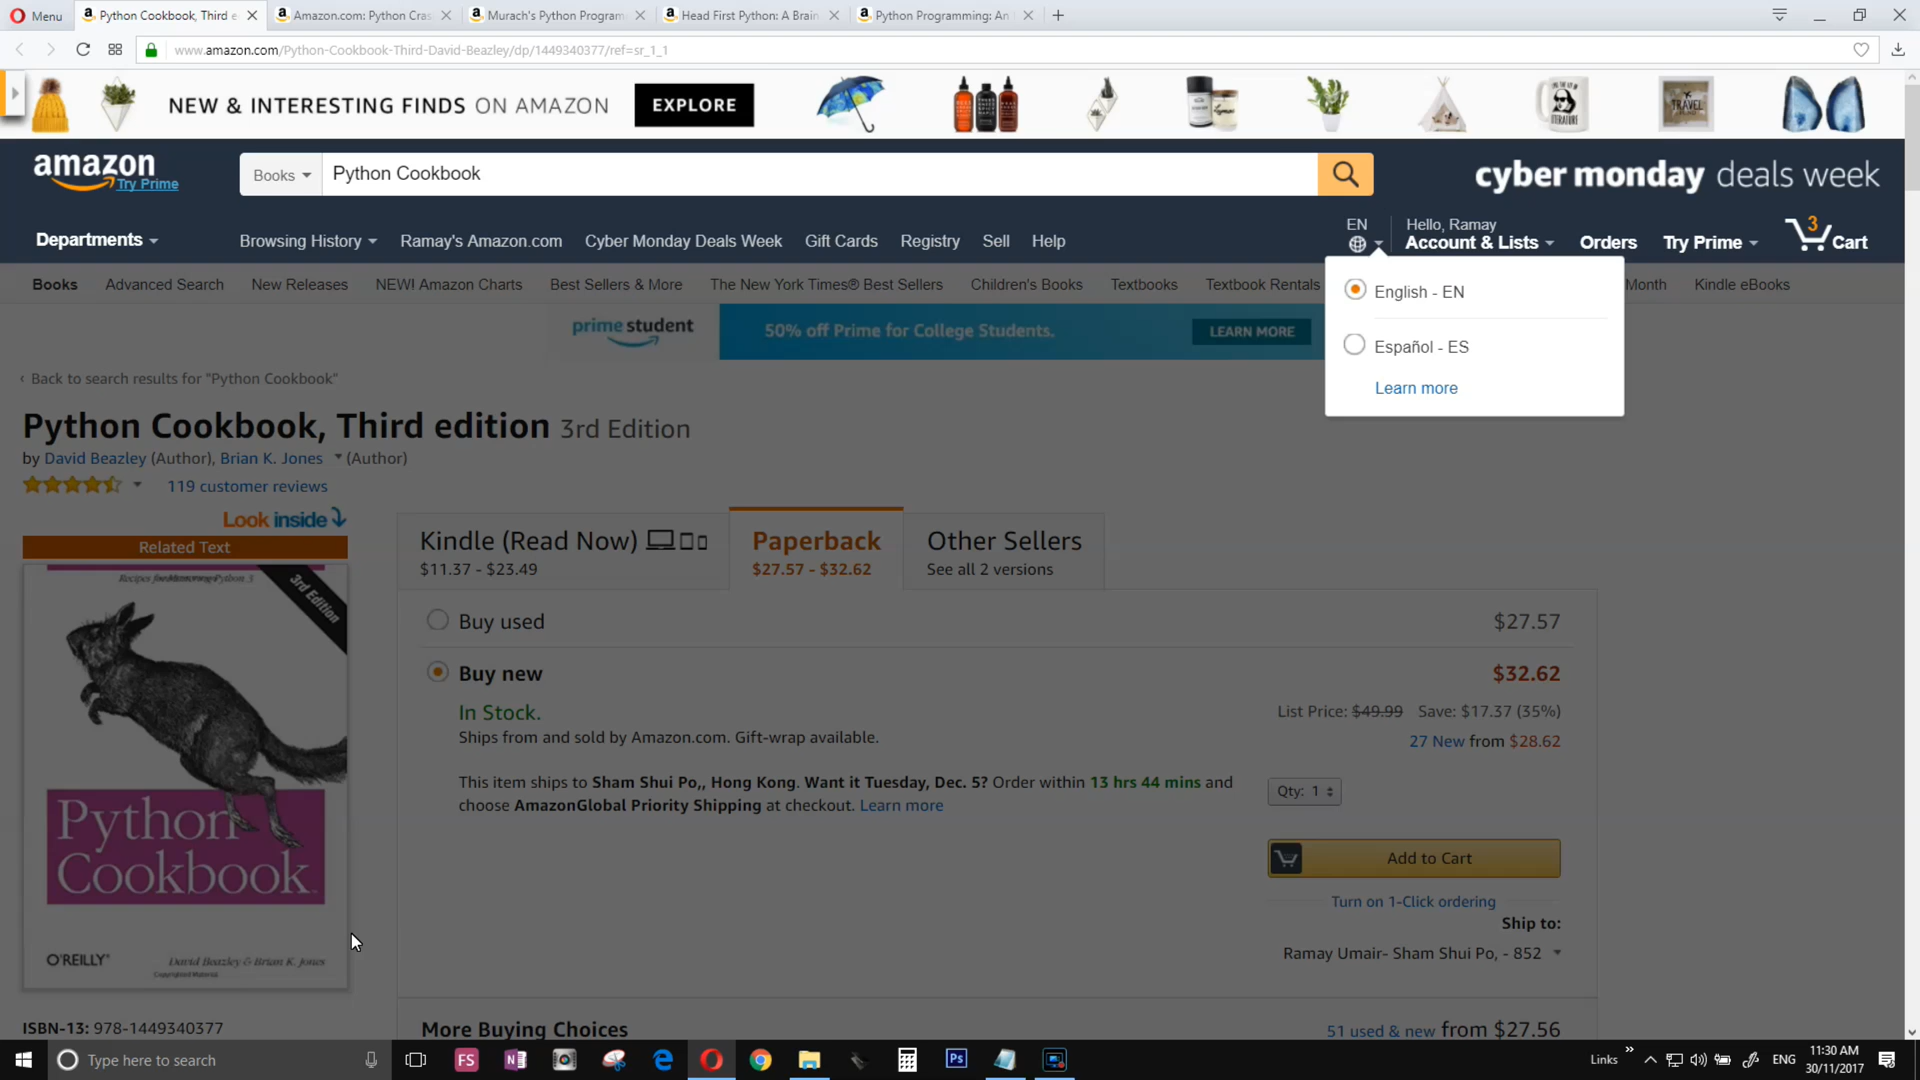 Menu
Python Cookbook, Third e
Amazon.com: Python Cras
Murach's Python Program
Head First Python: A Brain
Python Programming: An
www.amazon.com/Python-Cookbook-Third-David-Beazley/dp/1449340377/ref=sr_1_1
NEW & INTERESTING FINDS ON AMAZON
EXPLORE
LITERATURE
TRAVEL
amazon
Try Prime
Books
Python Cookbook
cyber monday deals week
Departments
Browsing History
Ramay's Amazon.com
Cyber Monday Deals Week
Gift Cards
Registry
Sell
Help
EN
Hello, Ramay
Account & Lists
Orders
Try Prime
3
Cart
Books
Advanced Search
New Releases
NEW! Amazon Charts
Best Sellers & More
The New York Times® Best Sellers
Children's Books
Textbooks
Textbook Rentals
Month
Kindle eBooks
English - EN
Español - ES
Learn more
prime student
50% off Prime for College Students.
LEARN MORE
‹ Back to search results for "Python Cookbook"
Python Cookbook, Third edition 3rd Edition
by David Beazley (Author), Brian K. Jones (Author)
119 customer reviews
Look inside
Related Text
3rd Edition
Python
Cookbook
O'REILLY
David Beazley & Brian K. Jones
Copyrighted Material
ISBN-13: 978-1449340377
Kindle (Read Now)
$11.37 - $23.49
Paperback
$27.57 - $32.62
Other Sellers
See all 2 versions
Buy used
$27.57
Buy new
$32.62
In Stock.
List Price: $49.99 Save: $17.37 (35%)
Ships from and sold by Amazon.com. Gift-wrap available.
27 New from $28.62
This item ships to Sham Shui Po,, Hong Kong. Want it Tuesday, Dec. 5? Order within 13 hrs 44 mins and
choose AmazonGlobal Priority Shipping at checkout. Learn more
Qty: 1
Add to Cart
Turn on 1-Click ordering
Ship to:
Ramay Umair- Sham Shui Po, - 852
More Buying Choices
51 used & new from $27.56
Type here to search
FS
N
Ps
Links
ENG
11:30 AM
30/11/2017